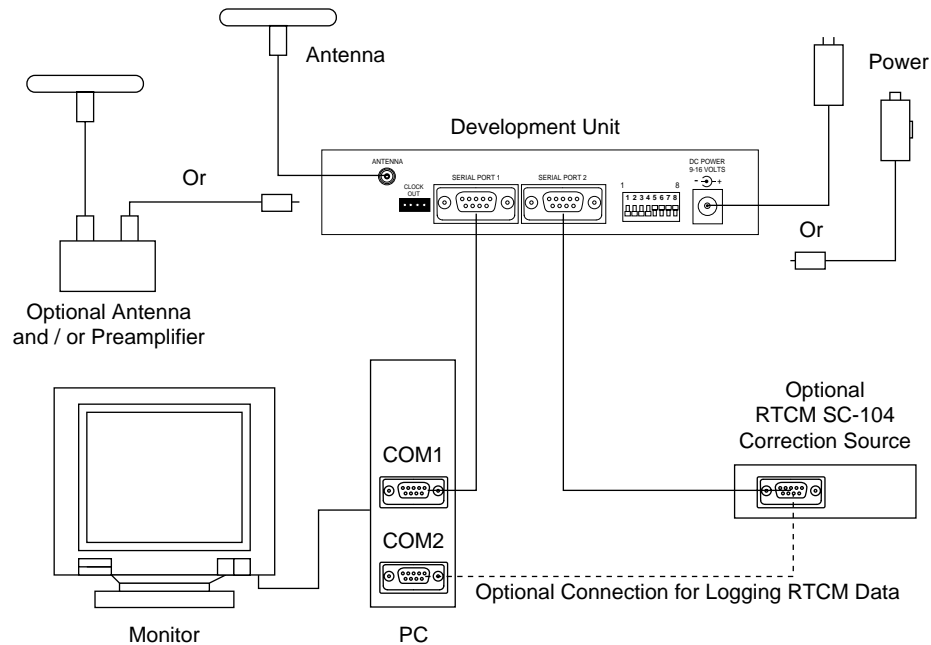 Antenna
Power
Development Unit
ANTENNA
CLOCK
OUT
SERIAL PORT 1
SERIAL PORT 2
1 8
1 2 3 4 5 6 7 8
DC POWER
9-16 VOLTS
- +
Or
Or
Optional Antenna
and / or Preamplifier
Optional
RTCM SC-104
Correction Source
COM1
COM2
Optional Connection for Logging RTCM Data
Monitor
PC